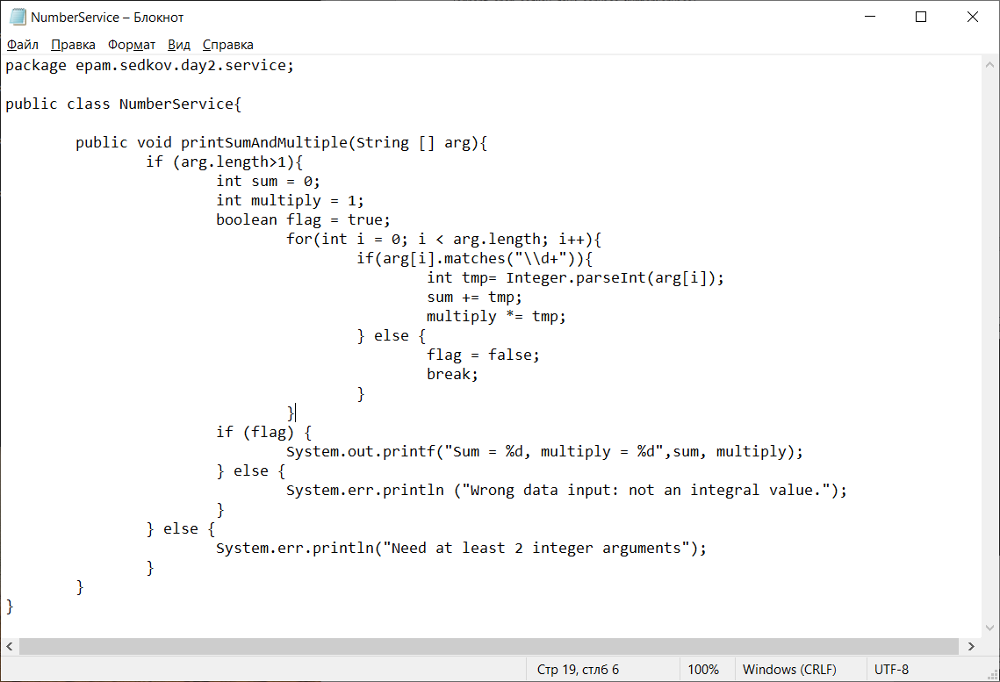 NumberService – Блокнот
Файл Правка Формат Вид Справка
package epam.sedkov.day2.service;
public class NumberService{
public void printSumAndMultiple(String [] arg){
if (arg.length>1){
int sum = 0;
int multiply = 1;
boolean flag = true;
for(int i = 0; i < arg.length; i++){
if(arg[i].matches("\\d+")){
int tmp= Integer.parseInt(arg[i]);
sum += tmp;
multiply *= tmp;
} else {
flag = false;
break;
}
}
if (flag) {
System.out.printf("Sum = %d, multiply = %d",sum, multiply);
} else {
System.err.println ("Wrong data input: not an integral value.");
}
} else {
System.err.println("Need at least 2 integer arguments");
}
}
}
Стр 19, стлб 6 100% Windows (CRLF) UTF-8